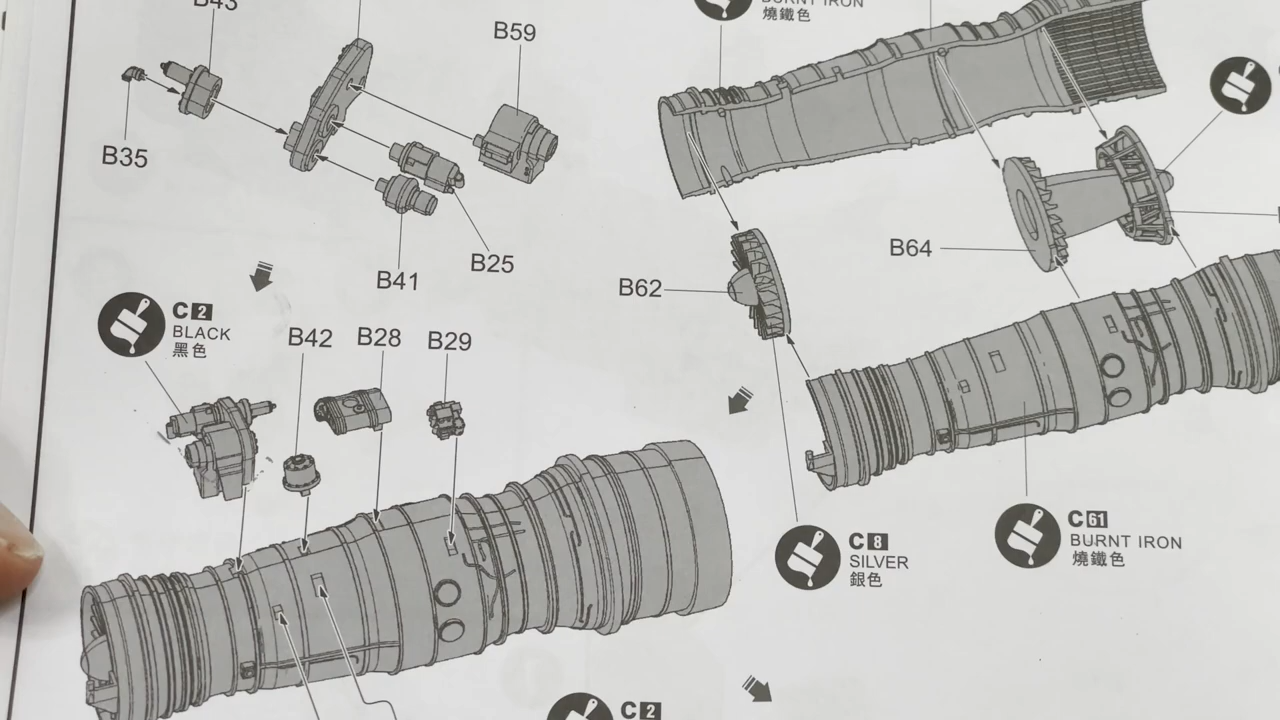 B43
BURNT IRON
燒鐵色
B59
B35
B25
B41
B64
B62
C2
BLACK
黑色
B42
B28
B29
C8
SILVER
銀色
C61
BURNT IRON
燒鐵色
C2